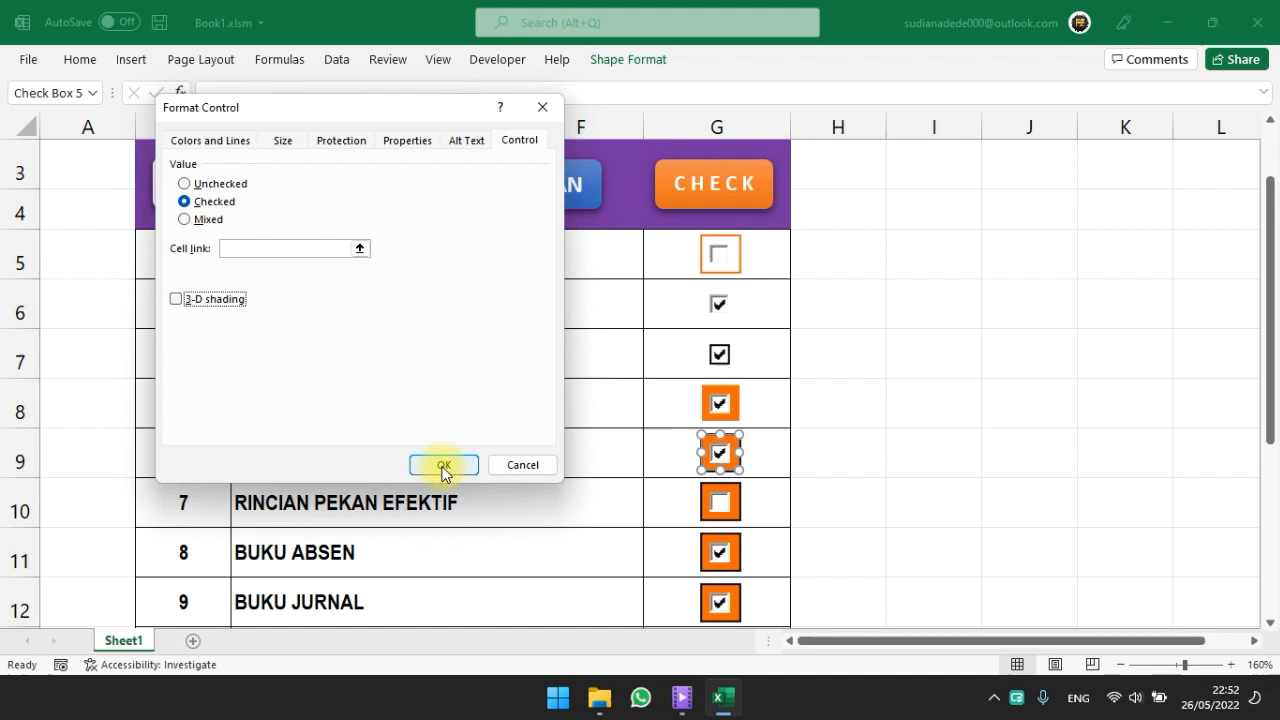 AutoSave Off Book1.xlsm Search (Alt+Q) sudianadede000@outlook.com
File Home Insert Page Layout Formulas Data Review View Developer Help Shape Format Comments Share
Check Box 5 fx
Format Control ?
Colors and Lines Size Protection Properties Alt Text Control
Value
Unchecked
Checked
Mixed
Cell link:
3-D shading
OK Cancel
A F G H I J K L
3 AN CHECK
4
5
6
7
8
9
10 7 RINCIAN PEKAN EFEKTIF
11 8 BUKU ABSEN
12 9 BUKU JURNAL
Sheet1
Ready Accessibility: Investigate 160%
ENG 22:52
26/05/2022